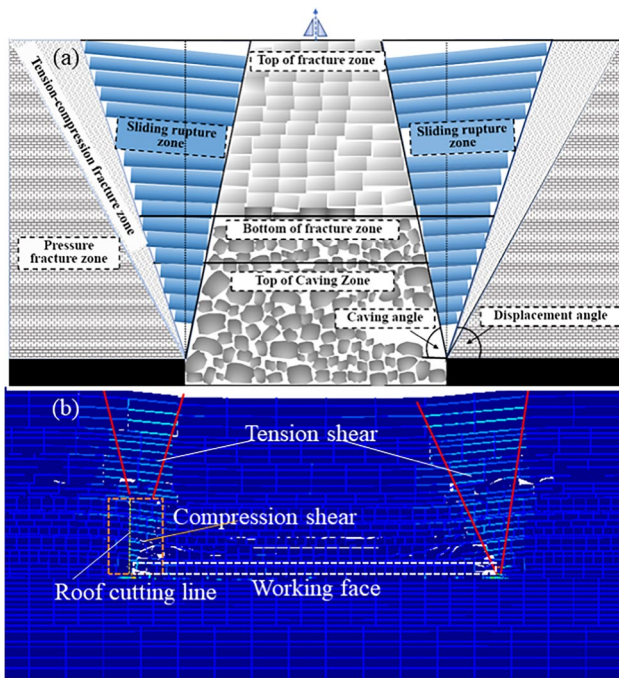 (a)
Top of fracture zone
Tension-compression fracture zone
Sliding rupture
zone
Sliding rupture
zone
Bottom of fracture zone
Pressure
fracture zone
Top of Caving Zone
Caving angle
Displacement angle
(b)
Tension shear
Compression shear
Roof cutting line
Working face